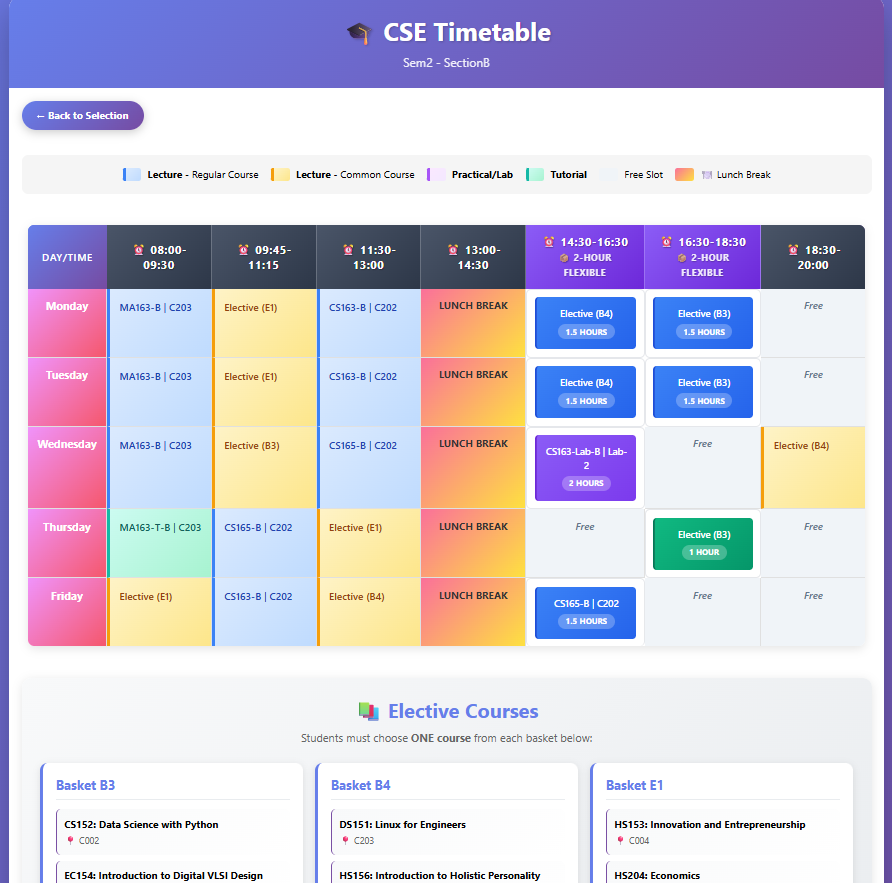 CSE Timetable
Sem2 - SectionB
← Back to Selection
Lecture - Regular Course
Lecture - Common Course
Practical/Lab
Tutorial
Free Slot
Lunch Break
DAY/TIME
08:00-
09:30
09:45-
11:15
11:30-
13:00
13:00-
14:30
14:30-16:30
2-HOUR
FLEXIBLE
16:30-18:30
2-HOUR
FLEXIBLE
18:30-
20:00
Monday
MA163-B | C203
Elective (E1)
CS163-B | C202
LUNCH BREAK
Elective (B4)
1.5 HOURS
Elective (B3)
1.5 HOURS
Free
Tuesday
MA163-B | C203
Elective (E1)
CS163-B | C202
LUNCH BREAK
Elective (B4)
1.5 HOURS
Elective (B3)
1.5 HOURS
Free
Wednesday
MA163-B | C203
Elective (B3)
CS165-B | C202
LUNCH BREAK
CS163-Lab-B | Lab-
2
2 HOURS
Free
Elective (B4)
Thursday
MA163-T-B | C203
CS165-B | C202
Elective (E1)
LUNCH BREAK
Free
Elective (B3)
1 HOUR
Free
Friday
Elective (E1)
CS163-B | C202
Elective (B4)
LUNCH BREAK
CS165-B | C202
1.5 HOURS
Free
Free
Elective Courses
Students must choose ONE course from each basket below:
Basket B3
CS152: Data Science with Python
C002
EC154: Introduction to Digital VLSI Design
Basket B4
DS151: Linux for Engineers
C203
HS156: Introduction to Holistic Personality
Basket E1
HS153: Innovation and Entrepreneurship
C004
HS204: Economics